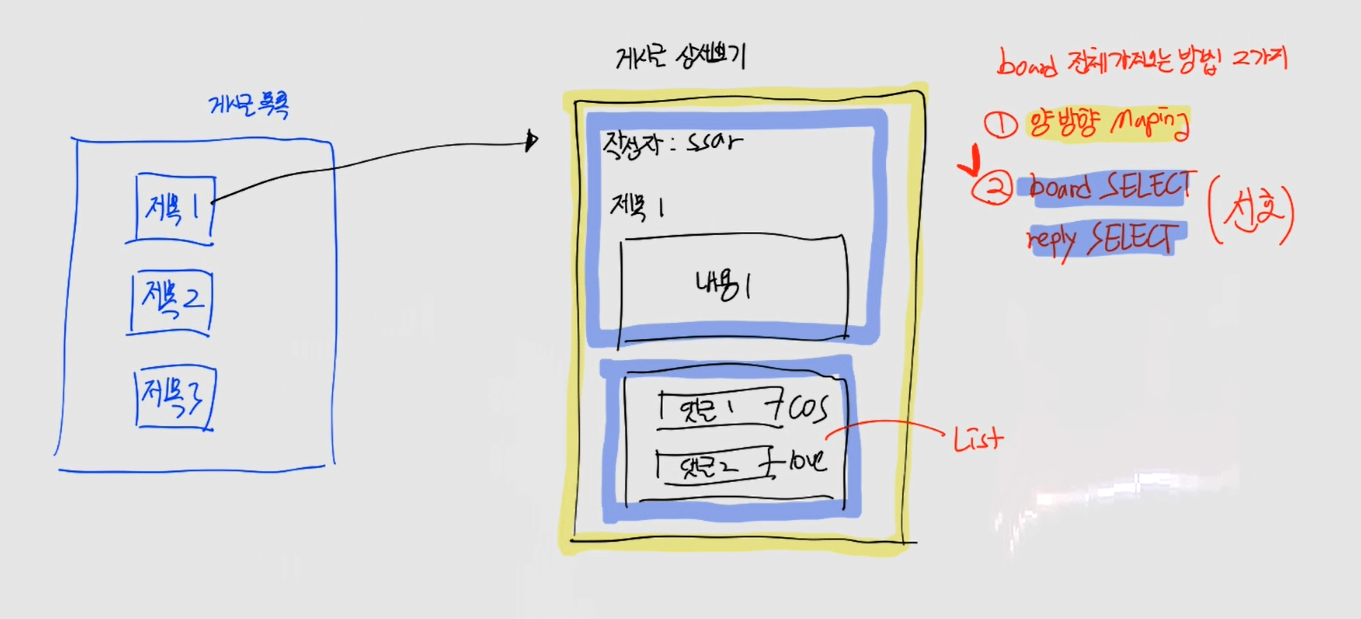 게시글 목록
제목1
제목2
제목3
게시글 상세보기
작성자 : ssar
제목1
내용1
댓글1 cos
댓글2 love
List
board 전체 가져오는 방법 2가지
① 양방향 Maping
② board SELECT
reply SELECT
(선호)